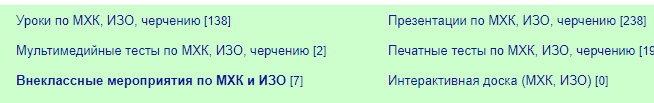 Уроки по МХК, ИЗО, черчению [138]
Презентации по МХК, ИЗО, черчению [238]
Мультимедийные тесты по МХК, ИЗО, черчению [2]
Печатные тесты по МХК, ИЗО, черчению [19
Внеклассные мероприятия по МХК и ИЗО [7]
Интерактивная доска (МХК, ИЗО) [0]